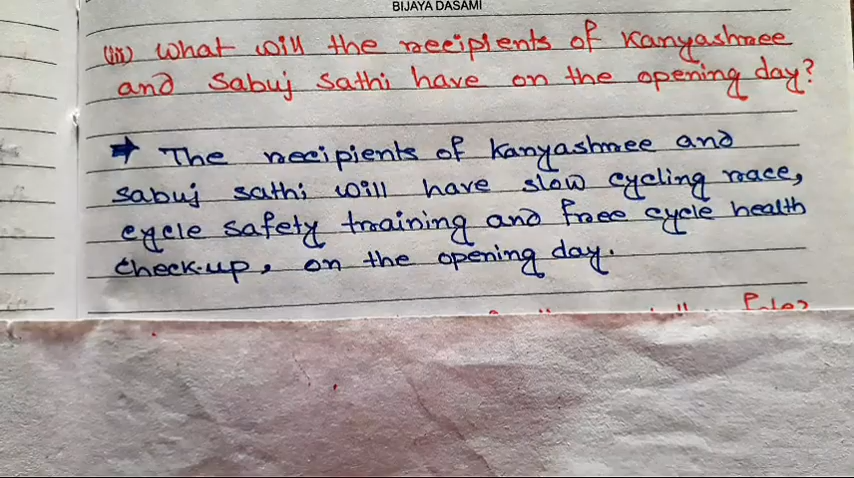 BIJAYA DASAMI
(iii) What will the recipients of Kanyashree
and Sabuj Sathi have on the opening day?
→ The recipients of Kanyashree and
Sabuj Sathi will have slow cycling race,
cycle safety training and free cycle health
check-up, on the opening day.